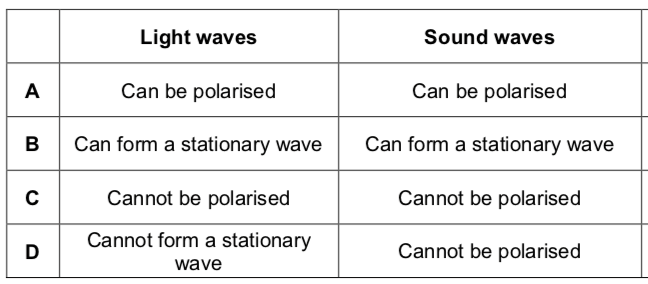 Light waves Sound waves
A Can be polarised Can be polarised
B Can form a stationary wave Can form a stationary wave
C Cannot be polarised Cannot be polarised
D Cannot form a stationary wave Cannot be polarised